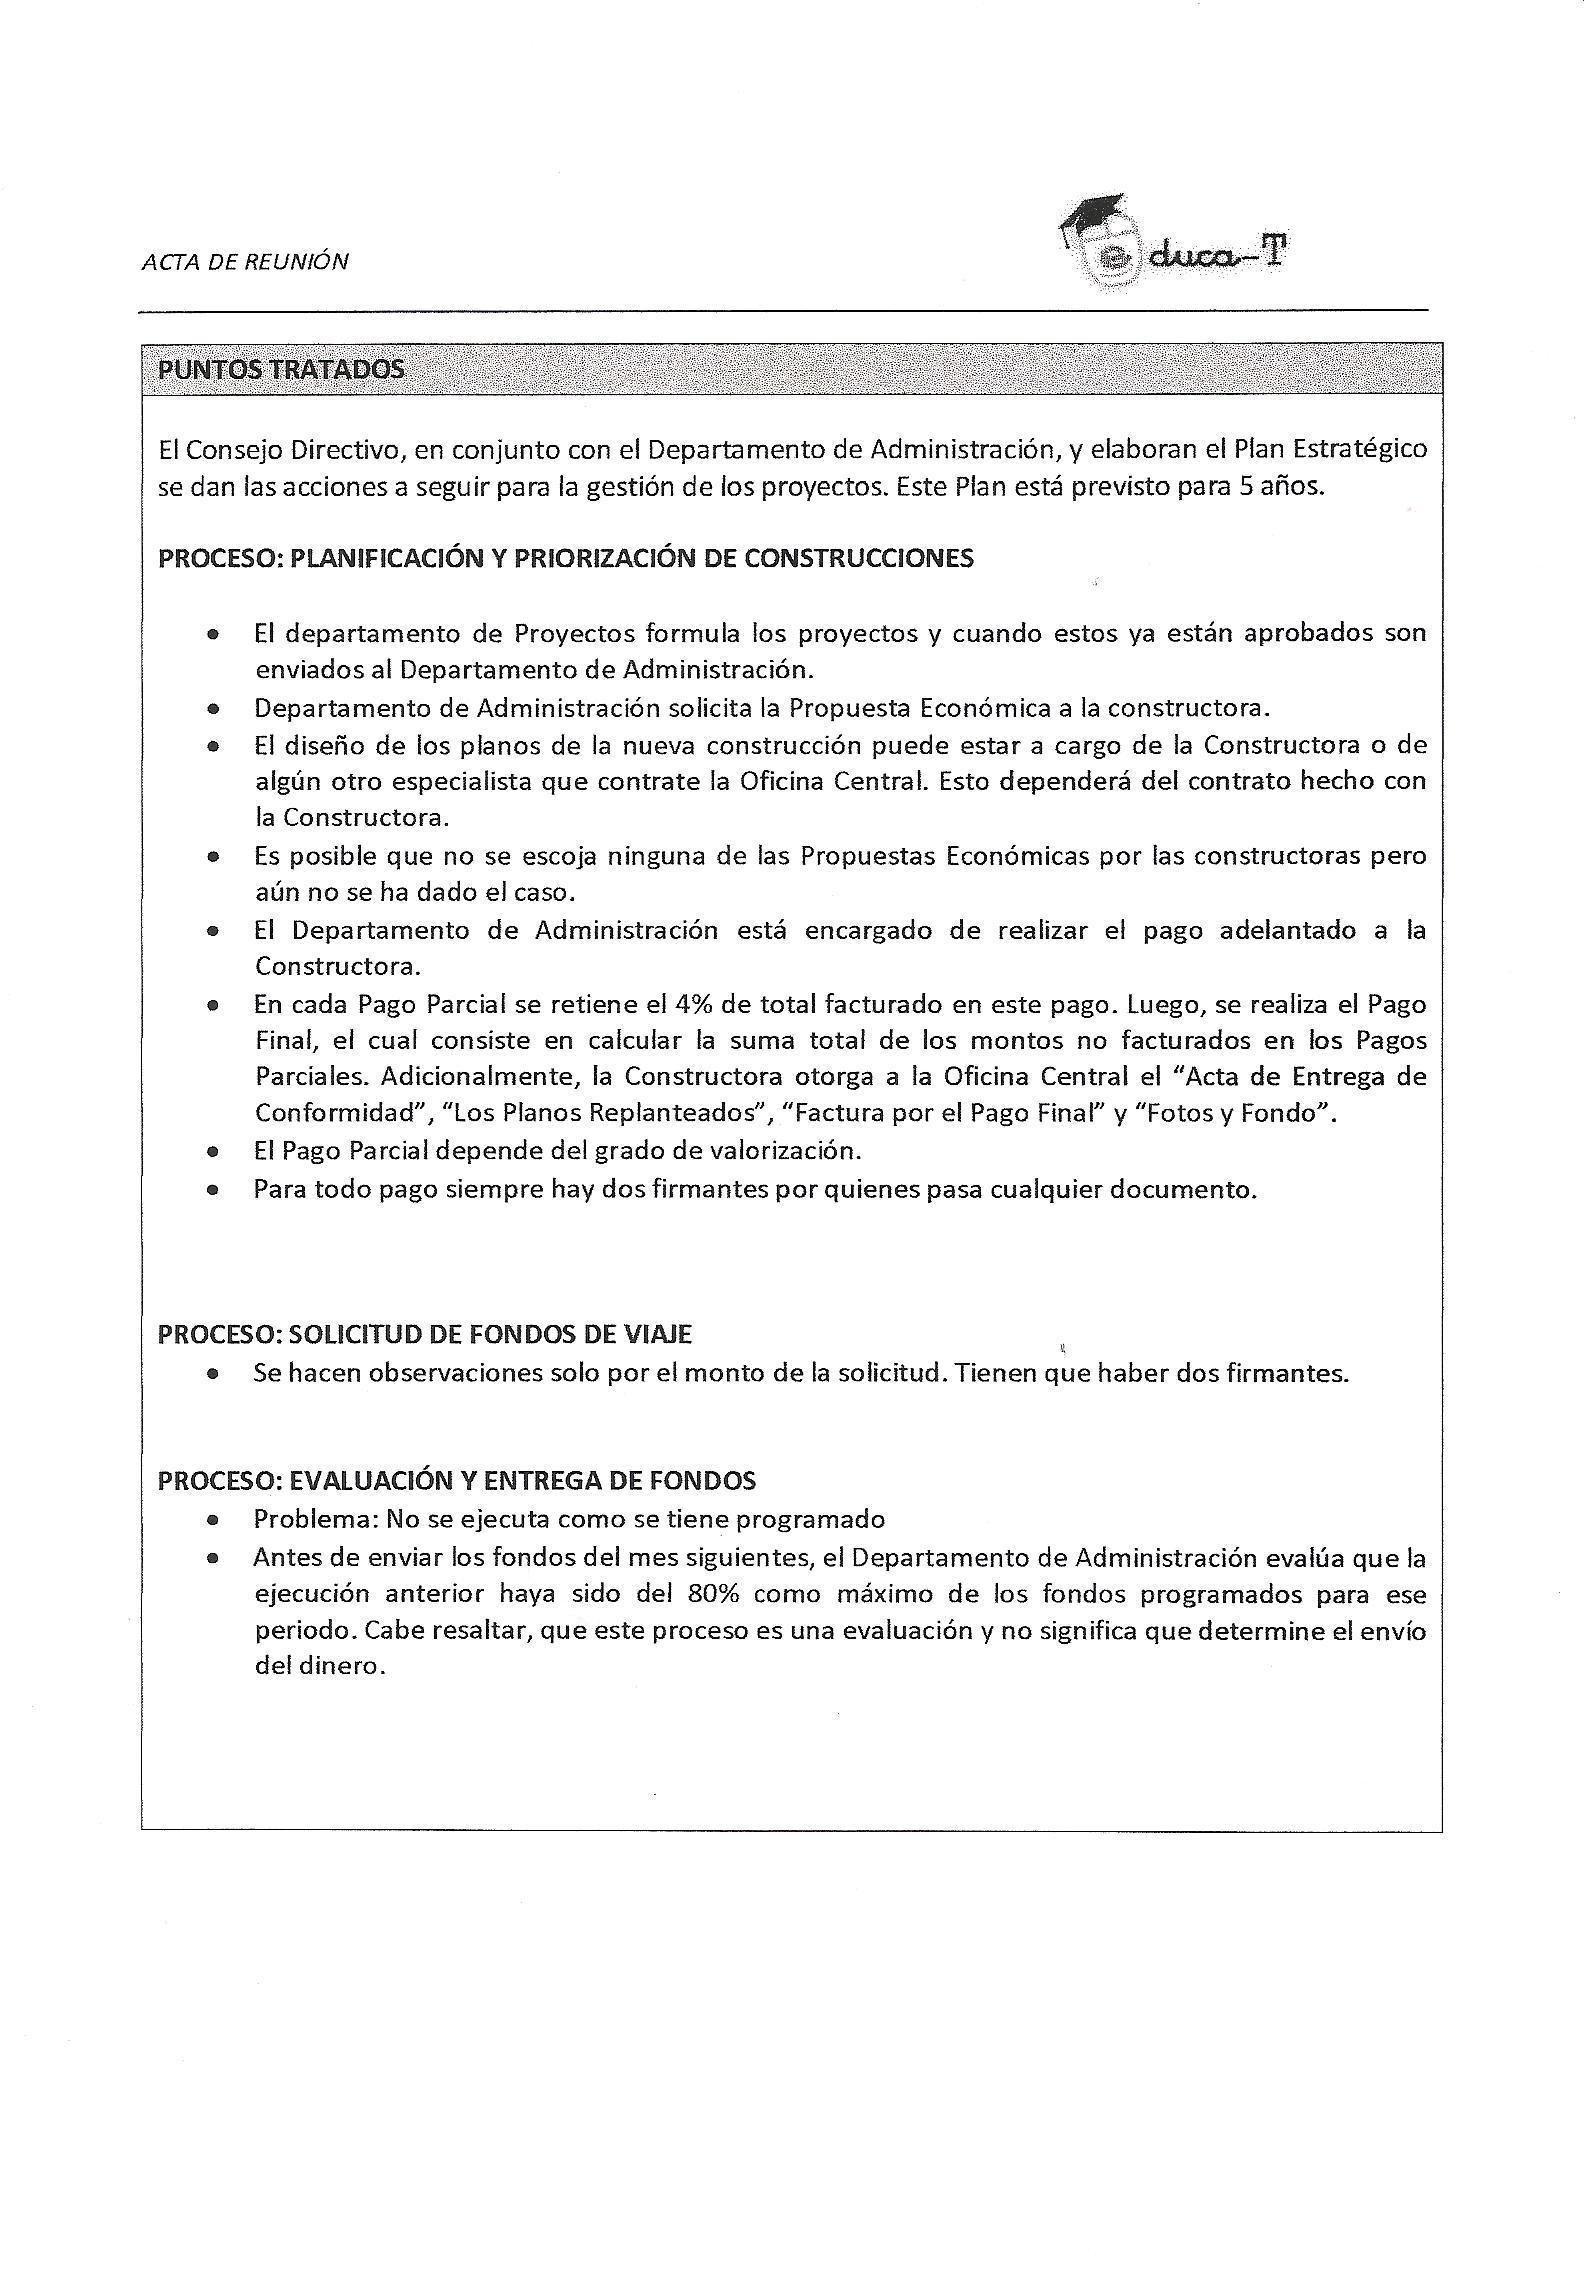 ACTA DE REUNIÓN
educa-T
PUNTOS TRATADOS
El Consejo Directivo, en conjunto con el Departamento de Administración, y elaboran el Plan Estratégico
se dan las acciones a seguir para la gestión de los proyectos. Este Plan está previsto para 5 años.
PROCESO: PLANIFICACIÓN Y PRIORIZACIÓN DE CONSTRUCCIONES
• El departamento de Proyectos formula los proyectos y cuando estos ya están aprobados son
enviados al Departamento de Administración.
• Departamento de Administración solicita la Propuesta Económica a la constructora.
• El diseño de los planos de la nueva construcción puede estar a cargo de la Constructora o de
algún otro especialista que contrate la Oficina Central. Esto dependerá del contrato hecho con
la Constructora.
• Es posible que no se escoja ninguna de las Propuestas Económicas por las constructoras pero
aún no se ha dado el caso.
• El Departamento de Administración está encargado de realizar el pago adelantado a la
Constructora.
• En cada Pago Parcial se retiene el 4% de total facturado en este pago. Luego, se realiza el Pago
Final, el cual consiste en calcular la suma total de los montos no facturados en los Pagos
Parciales. Adicionalmente, la Constructora otorga a la Oficina Central el "Acta de Entrega de
Conformidad", "Los Planos Replanteados", "Factura por el Pago Final" y "Fotos y Fondo".
• El Pago Parcial depende del grado de valorización.
• Para todo pago siempre hay dos firmantes por quienes pasa cualquier documento.
PROCESO: SOLICITUD DE FONDOS DE VIAJE
• Se hacen observaciones solo por el monto de la solicitud. Tienen que haber dos firmantes.
PROCESO: EVALUACIÓN Y ENTREGA DE FONDOS
• Problema: No se ejecuta como se tiene programado
• Antes de enviar los fondos del mes siguientes, el Departamento de Administración evalúa que la
ejecución anterior haya sido del 80% como máximo de los fondos programados para ese
periodo. Cabe resaltar, que este proceso es una evaluación y no significa que determine el envío
del dinero.